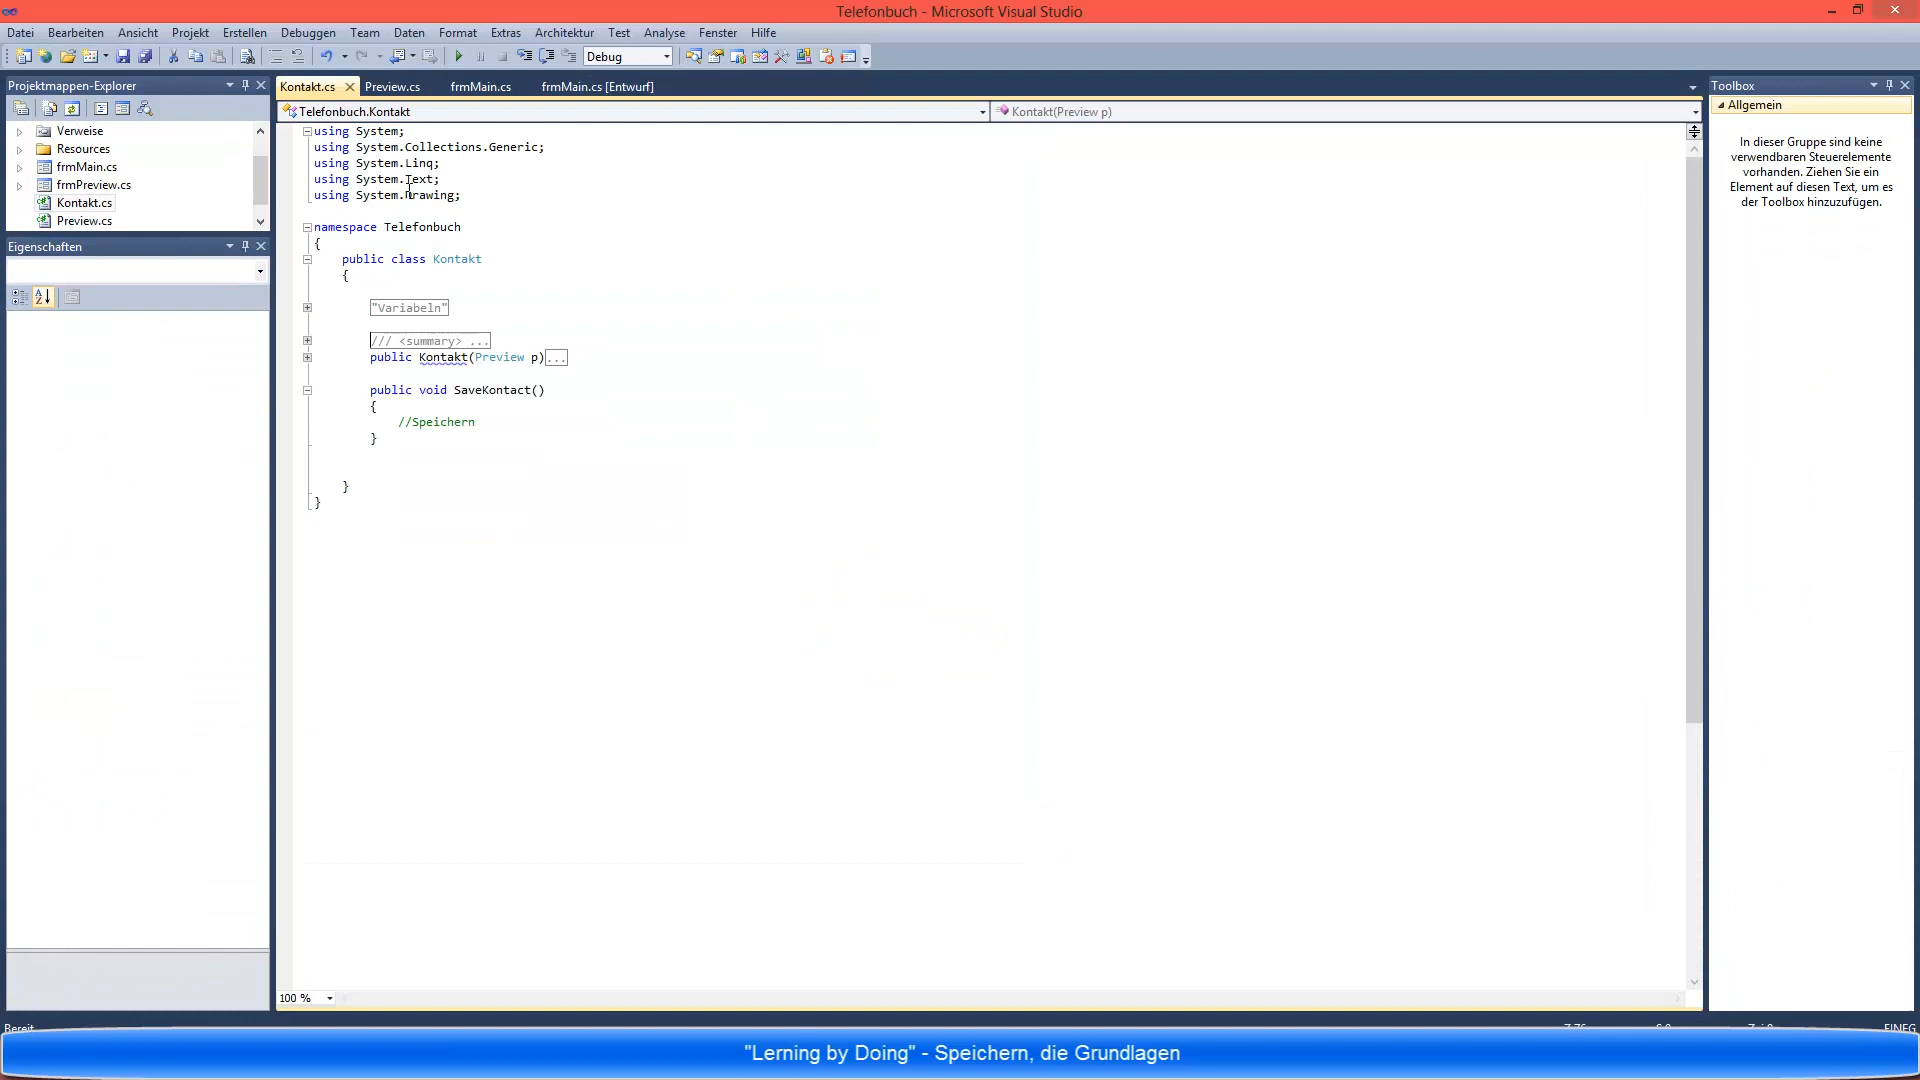 Telefonbuch - Microsoft Visual Studio
Datei Bearbeiten Ansicht Projekt Erstellen Debuggen Team Daten Format Extras Architektur Test Analyse Fenster Hilfe
Debug
Projektmappen-Explorer
Verweise
Resources
frmMain.cs
frmPreview.cs
Kontakt.cs
Preview.cs
Eigenschaften
Kontakt.cs Preview.cs frmMain.cs frmMain.cs [Entwurf]
Telefonbuch.Kontakt Kontakt(Preview p)
using System;
using System.Collections.Generic;
using System.Linq;
using System.Text;
using System.Drawing;
namespace Telefonbuch
{
public class Kontakt
{
"Variabeln"
/// <summary> ...
public Kontakt(Preview p)...
public void SaveKontact()
{
//Speichern
}
}
}
100 %
Toolbox
Allgemein
In dieser Gruppe sind keine
verwendbaren Steuerelemente
vorhanden. Ziehen Sie ein
Element auf diesen Text, um es
der Toolbox hinzuzufügen.
Bereit
EINFG
"Lerning by Doing" - Speichern, die Grundlagen